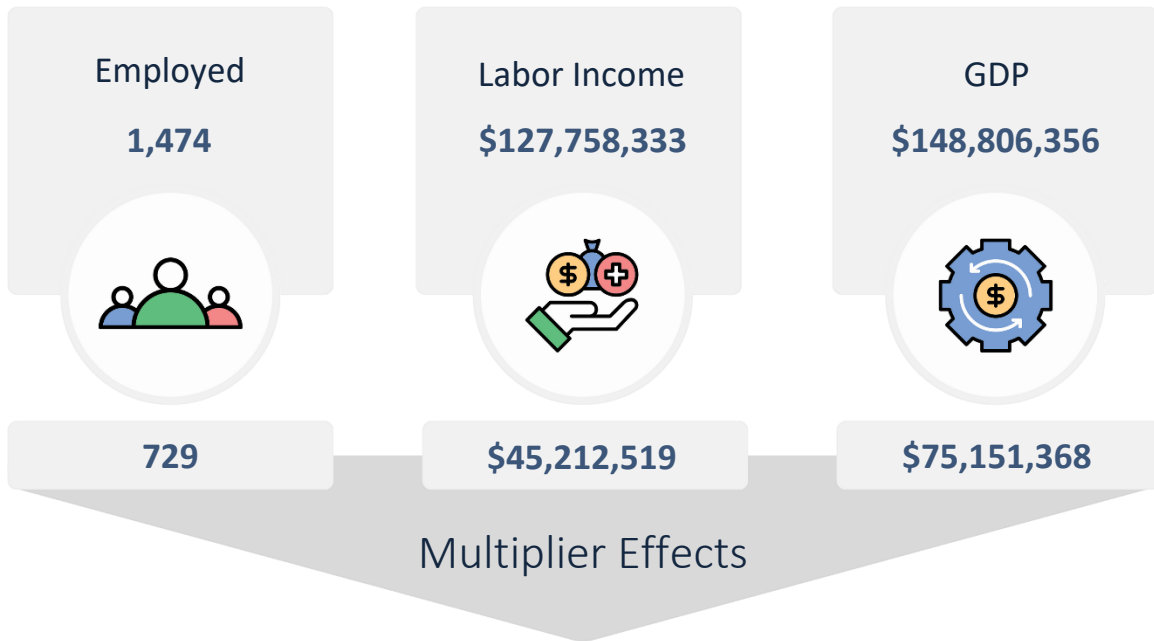 Employed
1,474
Labor Income
$127,758,333
GDP
$148,806,356
$
$
729
$45,212,519
$75,151,368
Multiplier Effects